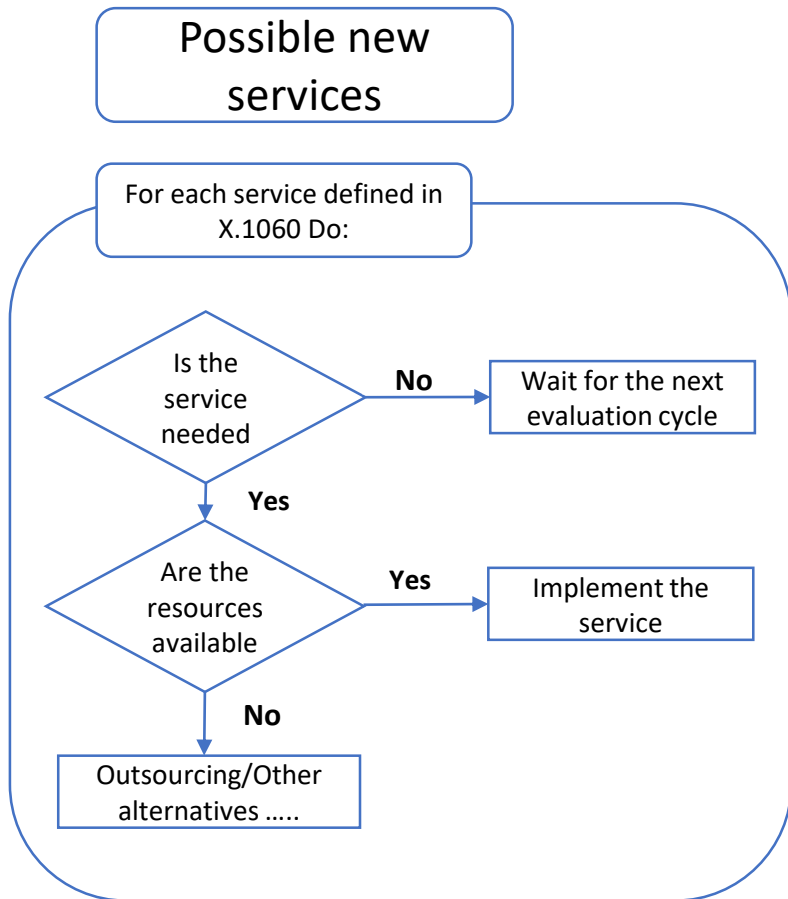 Possible new
services
For each service defined in
X.1060 Do:
Is the
service
needed
No
Wait for the next
evaluation cycle
Yes
Are the
resources
available
Yes
Implement the
service
No
Outsourcing/Other
alternatives …..